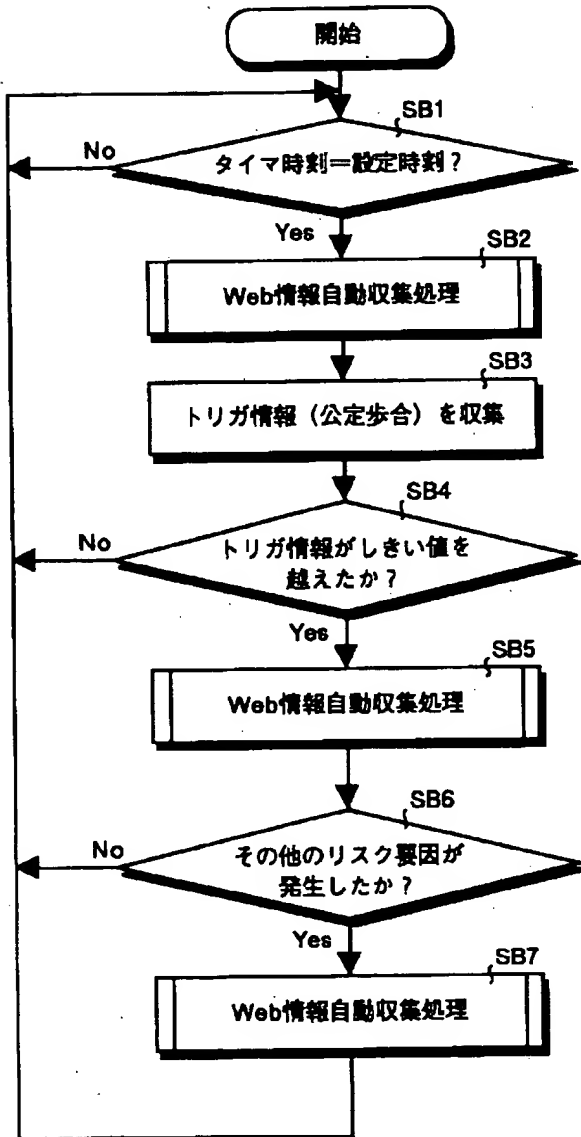 開始
SB1
No
タイマ時刻＝設定時刻？
Yes
SB2
Web情報自動収集処理
SB3
トリガ情報（公定歩合）を収集
SB4
No
トリガ情報がしきい値を
越えたか？
Yes
SB5
Web情報自動収集処理
SB6
No
その他のリスク要因が
発生したか？
Yes
SB7
Web情報自動収集処理